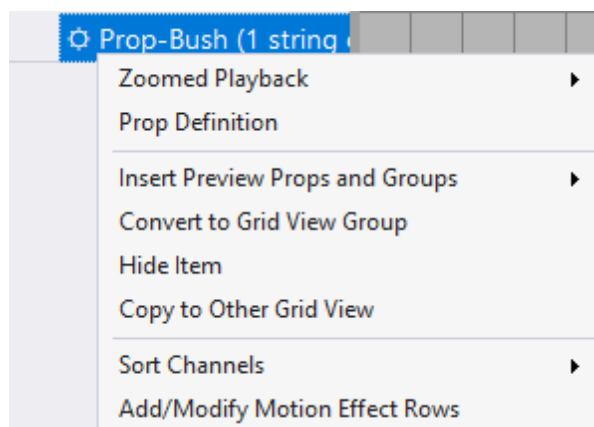 Prop-Bush (1 string
Zoomed Playback
Prop Definition
Insert Preview Props and Groups
Convert to Grid View Group
Hide Item
Copy to Other Grid View
Sort Channels
Add/Modify Motion Effect Rows